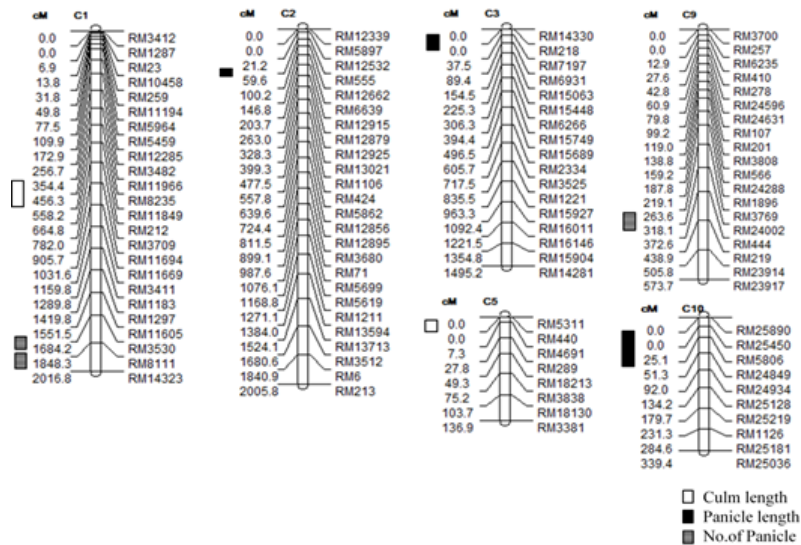 cM C1
0.0 RM3412
0.0 RM1287
6.9 RM23
13.8 RM10458
31.8 RM259
49.8 RM11194
77.5 RM5964
109.9 RM5459
172.9 RM12285
256.7 RM3482
354.4 RM11966
456.3 RM8235
558.2 RM11849
664.8 RM212
782.0 RM3709
905.7 RM11694
1031.6 RM11669
1159.8 RM3411
1289.8 RM1183
1419.8 RM1297
1551.5 RM11605
1684.2 RM3530
1848.3 RM8111
2016.8 RM14323
cM C2
0.0 RM12339
0.0 RM5897
21.2 RM12532
59.6 RM555
100.2 RM12662
146.8 RM6639
203.7 RM12915
263.0 RM12879
328.3 RM12925
399.3 RM13021
477.5 RM1106
557.8 RM424
639.6 RM5862
724.4 RM12856
811.5 RM12895
899.1 RM3680
987.6 RM71
1076.1 RM5699
1168.8 RM5619
1271.1 RM1211
1384.0 RM13594
1524.1 RM13713
1680.6 RM3512
1840.9 RM6
2005.8 RM213
cM C3
0.0 RM14330
0.0 RM218
37.5 RM7197
89.4 RM6931
154.5 RM15063
225.3 RM15448
306.3 RM6266
394.4 RM15749
496.5 RM15689
605.7 RM2334
717.5 RM3525
835.5 RM1221
963.3 RM15927
1092.4 RM16011
1221.5 RM16146
1354.8 RM15904
1495.2 RM14281
cM C5
0.0 RM5311
0.0 RM440
7.3 RM4691
27.8 RM289
49.3 RM18213
75.2 RM3838
103.7 RM18130
136.9 RM3381
cM C9
0.0 RM3700
0.0 RM257
12.9 RM6235
27.6 RM410
42.8 RM278
60.9 RM24596
79.8 RM24631
99.2 RM107
119.0 RM201
138.8 RM3808
159.2 RM566
187.8 RM24288
219.1 RM1896
263.6 RM3769
318.1 RM24002
372.6 RM444
438.9 RM219
505.8 RM23914
573.7 RM23917
cM C10
0.0 RM25890
0.0 RM25450
25.1 RM5806
51.3 RM24849
92.0 RM24934
134.2 RM25128
179.7 RM25219
231.3 RM1126
284.6 RM25181
339.4 RM25036
Culm length
Panicle length
No.of Panicle